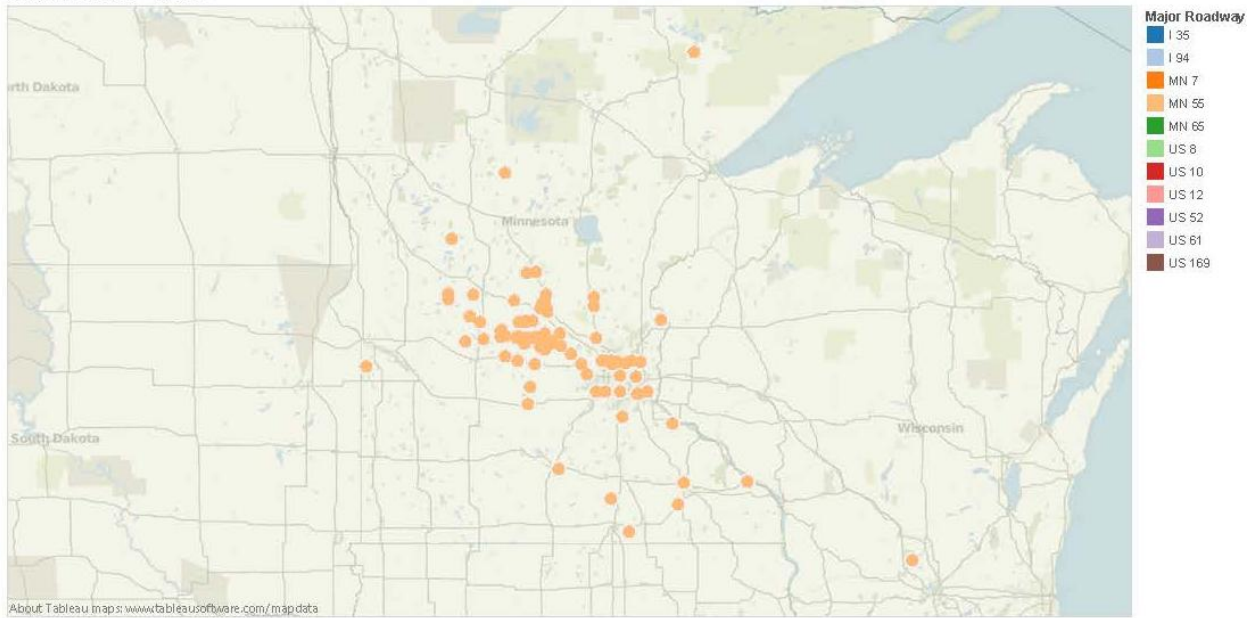 Major Roadway
I 35
I 94
MN 7
MN 55
MN 65
US 8
US 10
US 12
US 52
US 61
US 169
rth Dakota
Minnesota
South Dakota
Wisconsin
About Tableau maps: www.tableausoftware.com/mapdata